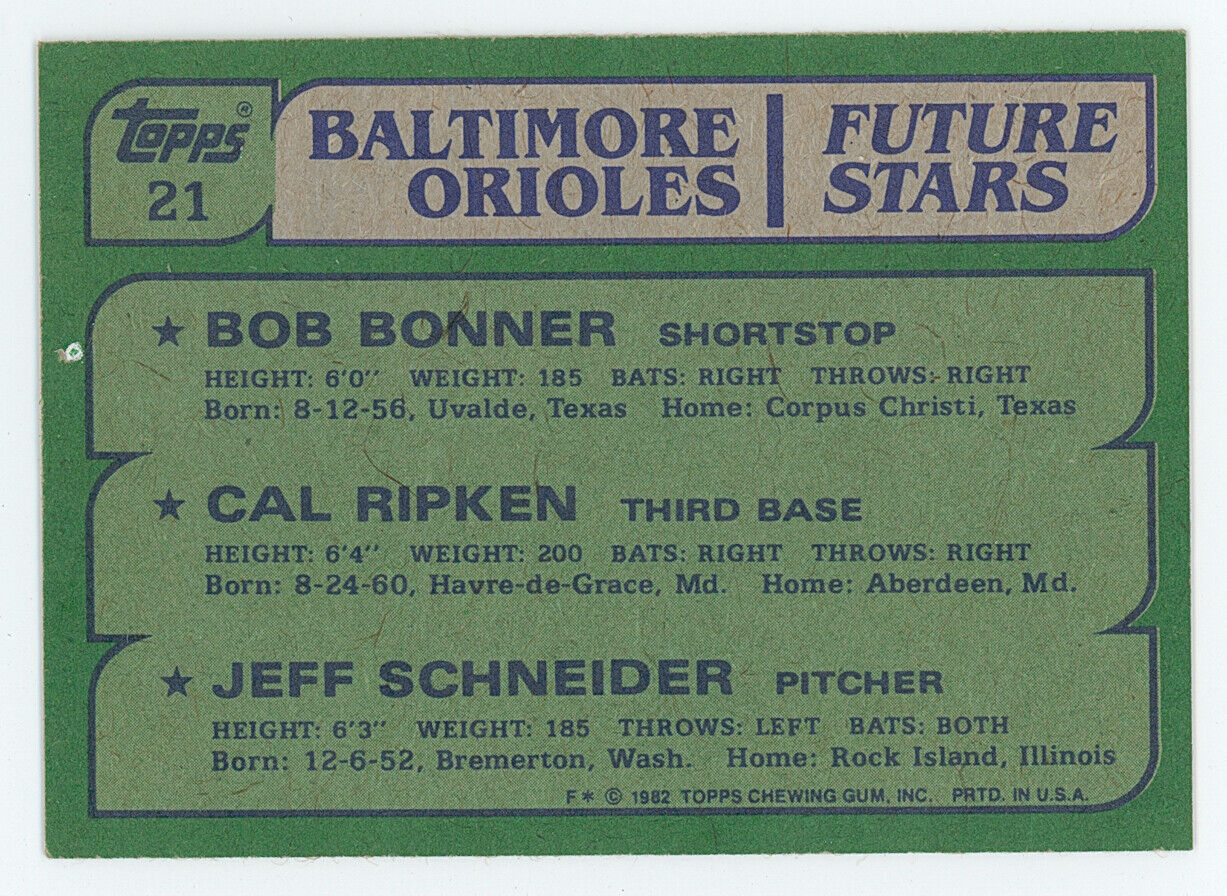 Topps®
21
BALTIMORE ORIOLES
FUTURE STARS
★ BOB BONNER SHORTSTOP
HEIGHT: 6'0" WEIGHT: 185 BATS: RIGHT THROWS: RIGHT
Born: 8-12-56, Uvalde, Texas Home: Corpus Christi, Texas
★ CAL RIPKEN THIRD BASE
HEIGHT: 6'4" WEIGHT: 200 BATS: RIGHT THROWS: RIGHT
Born: 8-24-60, Havre-de-Grace, Md. Home: Aberdeen, Md.
★ JEFF SCHNEIDER PITCHER
HEIGHT: 6'3" WEIGHT: 185 THROWS: LEFT BATS: BOTH
Born: 12-6-52, Bremerton, Wash. Home: Rock Island, Illinois
F* © 1982 TOPPS CHEWING GUM, INC. PRTD. IN U.S.A.